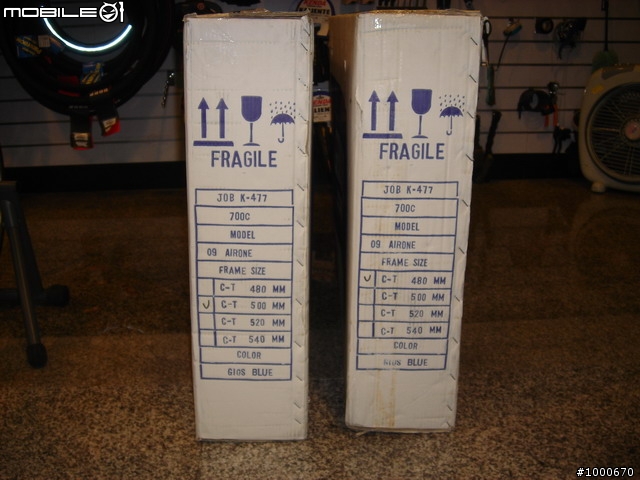 MOBILE01
FRAGILE
JOB K-477
700C
MODEL
09 AIRONE
FRAME SIZE
C-T 480 MM
C-T 500 MM
C-T 520 MM
C-T 540 MM
COLOR
GIOS BLUE
FRAGILE
JOB K-477
700C
MODEL
09 AIRONE
FRAME SIZE
C-T 480 MM
C-T 500 MM
C-T 520 MM
C-T 540 MM
COLOR
GIOS BLUE
#1000670